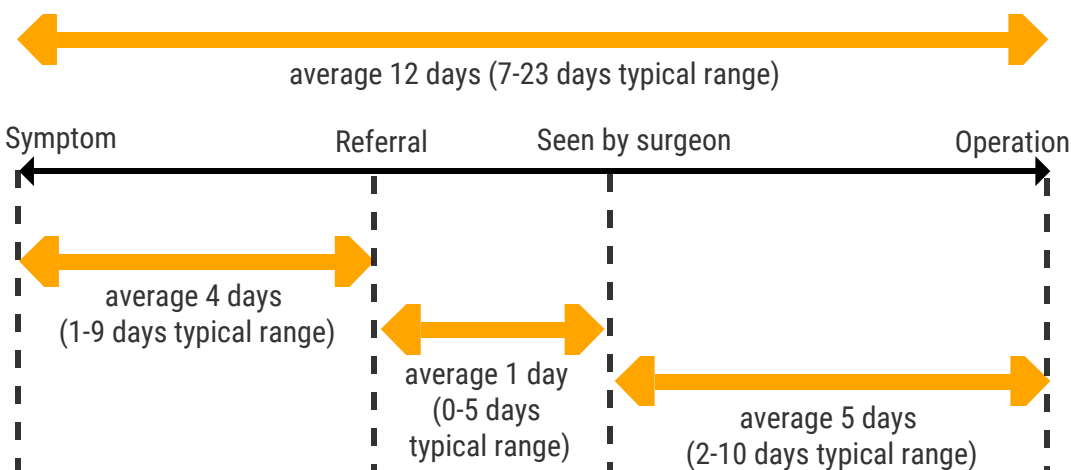 average 12 days (7-23 days typical range)
Symptom
Referral
Seen by surgeon
Operation
average 4 days
(1-9 days typical range)
average 1 day
(0-5 days
typical range)
average 5 days
(2-10 days typical range)